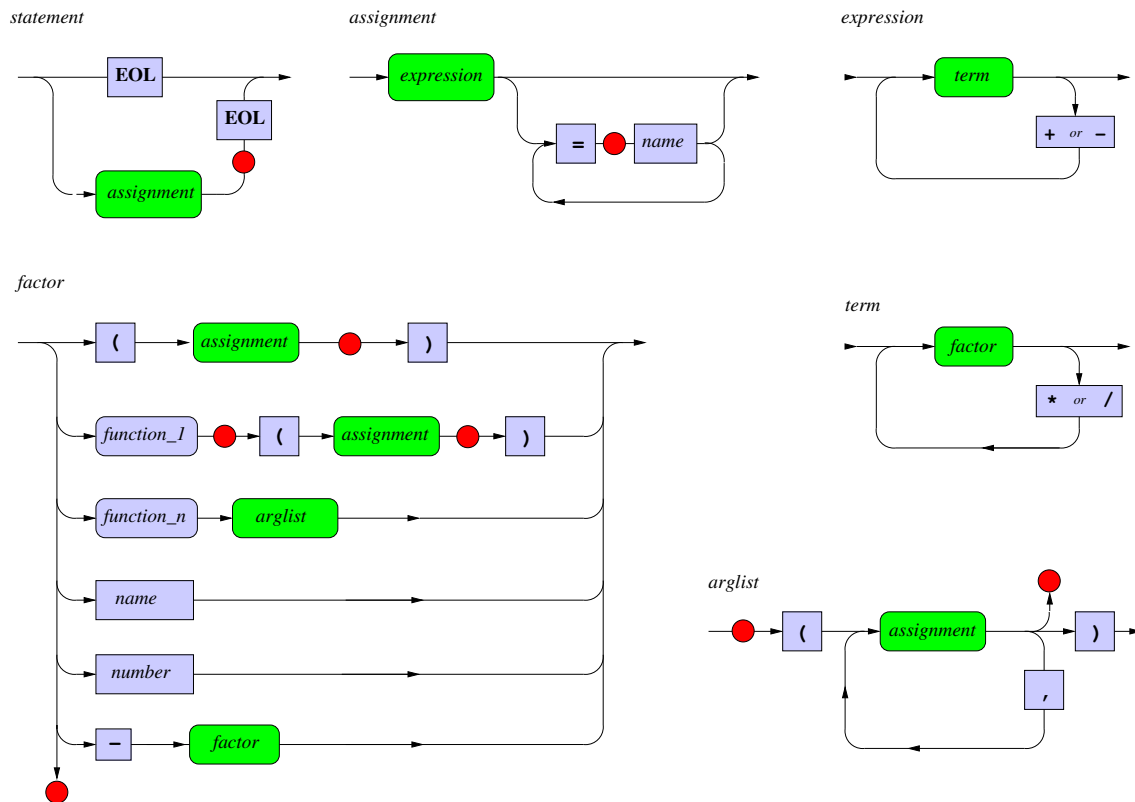 statement
EOL
EOL
assignment
assignment
expression
= name
expression
term
+ or -
factor
( assignment )
function_1 ( assignment )
function_n arglist
name
number
- factor
term
factor
* or /
arglist
( assignment )
,